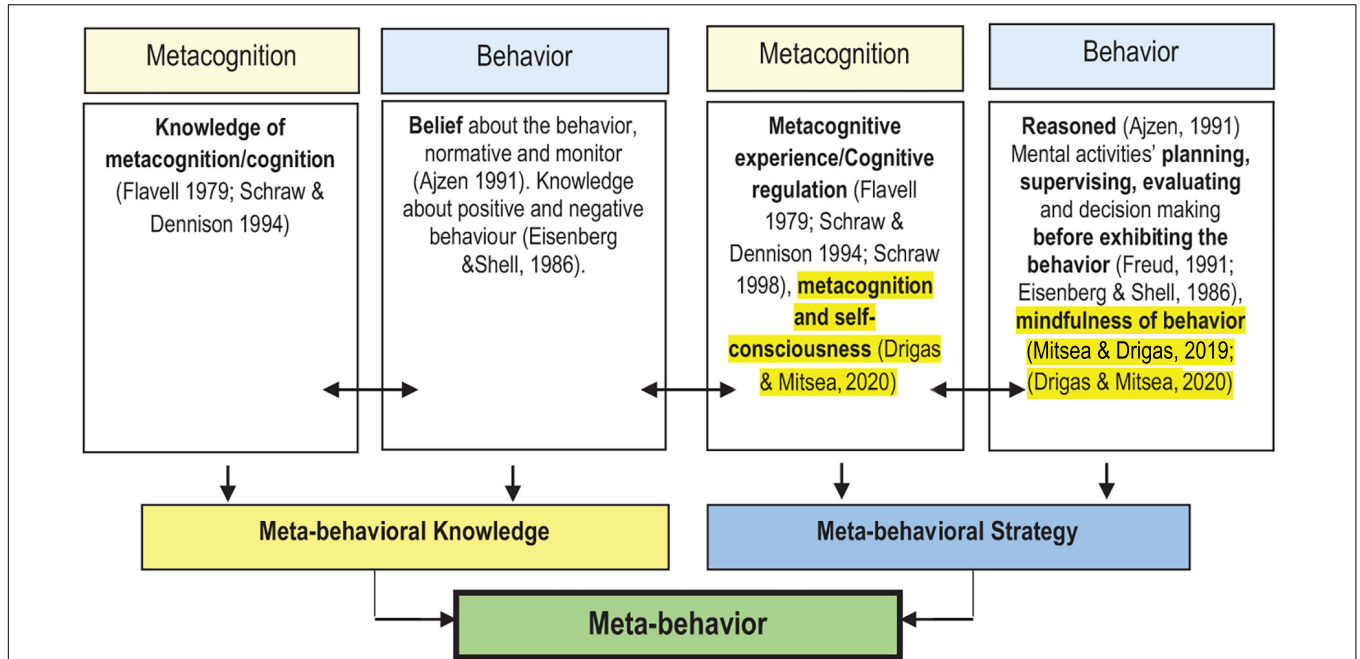 Metacognition
Knowledge of
metacognition/cognition
(Flavell 1979; Schraw &
Dennison 1994)
Behavior
Belief about the behavior,
normative and monitor
(Ajzen 1991). Knowledge
about positive and negative
behaviour (Eisenberg
&Shell, 1986).
Metacognition
Metacognitive
experience/Cognitive
regulation (Flavell
1979; Schraw &
Dennison 1994; Schraw
1998), metacognition
and self-
consciousness (Drigas
& Mitsea, 2020)
Behavior
Reasoned (Ajzen, 1991)
Mental activities’ planning,
supervising, evaluating
and decision making
before exhibiting the
behavior (Freud, 1991;
Eisenberg & Shell, 1986),
mindfulness of behavior
(Mitsea & Drigas, 2019;
(Drigas & Mitsea, 2020)
Meta-behavioral Knowledge
Meta-behavioral Strategy
Meta-behavior